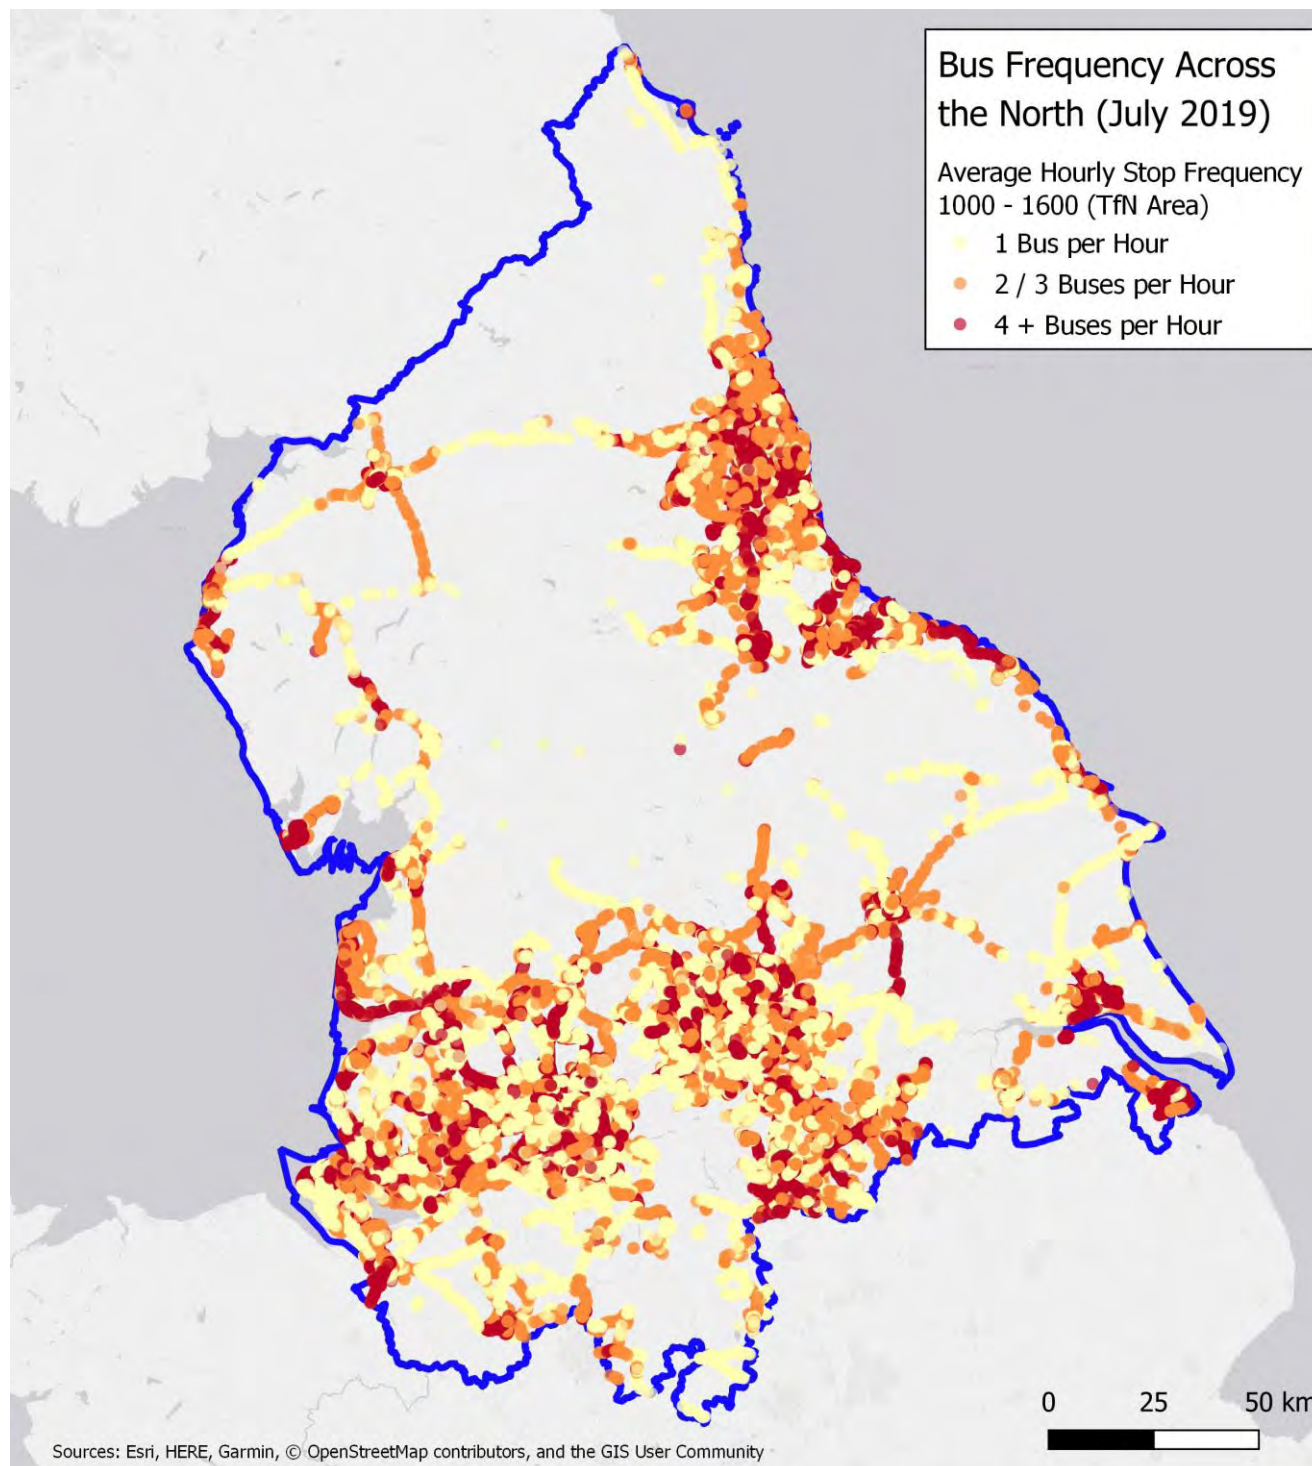 Bus Frequency Across
the North (July 2019)
Average Hourly Stop Frequency
1000 - 1600 (TfN Area)
1 Bus per Hour
2 / 3 Buses per Hour
4 + Buses per Hour
0 25 50 km
Sources: Esri, HERE, Garmin, © OpenStreetMap contributors, and the GIS User Community